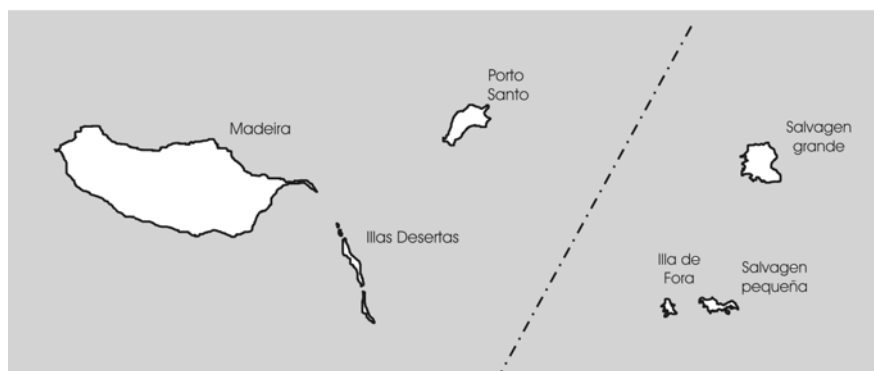 Porto
Santo
Madeira
Salvagen
grande
Illas Desertas
Illa de
Fora
Salvagen
pequeña